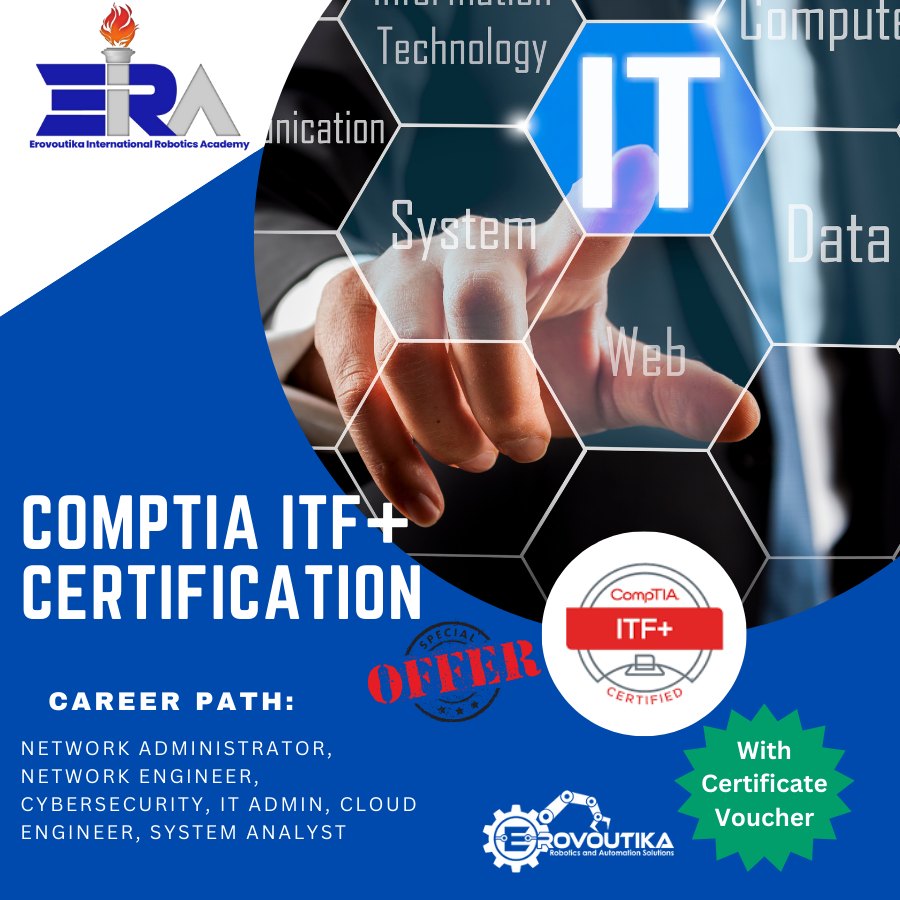 ERA
Erovoutika International Robotics Academy
Information
Technology
Compute
IT
unication
System
Data
Web
COMPTIA ITF+
CERTIFICATION
SPECIAL
OFFER
CompTIA.
ITF+
CERTIFIED
CAREER PATH:
NETWORK ADMINISTRATOR,
NETWORK ENGINEER,
CYBERSECURITY, IT ADMIN, CLOUD
ENGINEER, SYSTEM ANALYST
With
Certificate
Voucher
EROVOUTIKA
Robotics and Automation Solutions